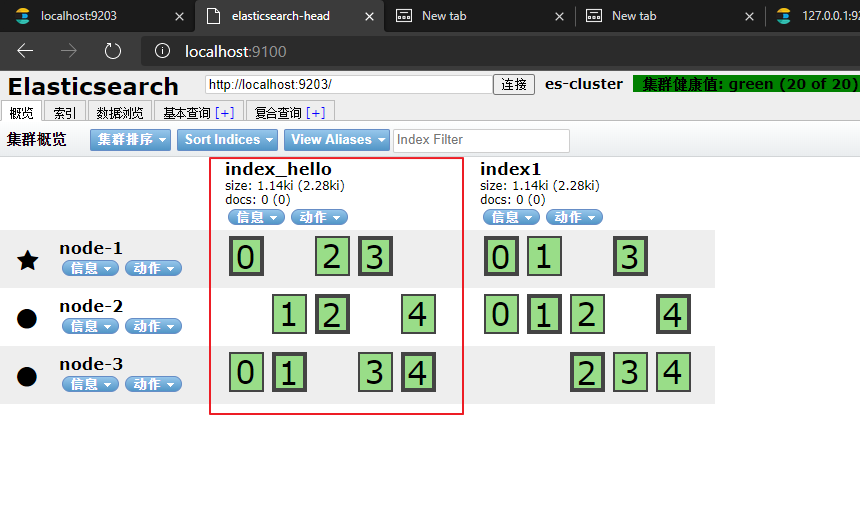 localhost:9203 elasticsearch-head New tab New tab 127.0.0.1:92
localhost:9100
Elasticsearch http://localhost:9203/ 连接 es-cluster 集群健康值: green (20 of 20)
概览 索引 数据浏览 基本查询 [+] 复合查询 [+]
集群概览 集群排序 Sort Indices View Aliases Index Filter
index_hello index1
size: 1.14ki (2.28ki) size: 1.14ki (2.28ki)
docs: 0 (0) docs: 0 (0)
信息 动作 信息 动作
node-1 0 2 3 0 1 3
信息 动作
node-2 1 2 4 0 1 2 4
信息 动作
node-3 0 1 3 4 2 3 4
信息 动作